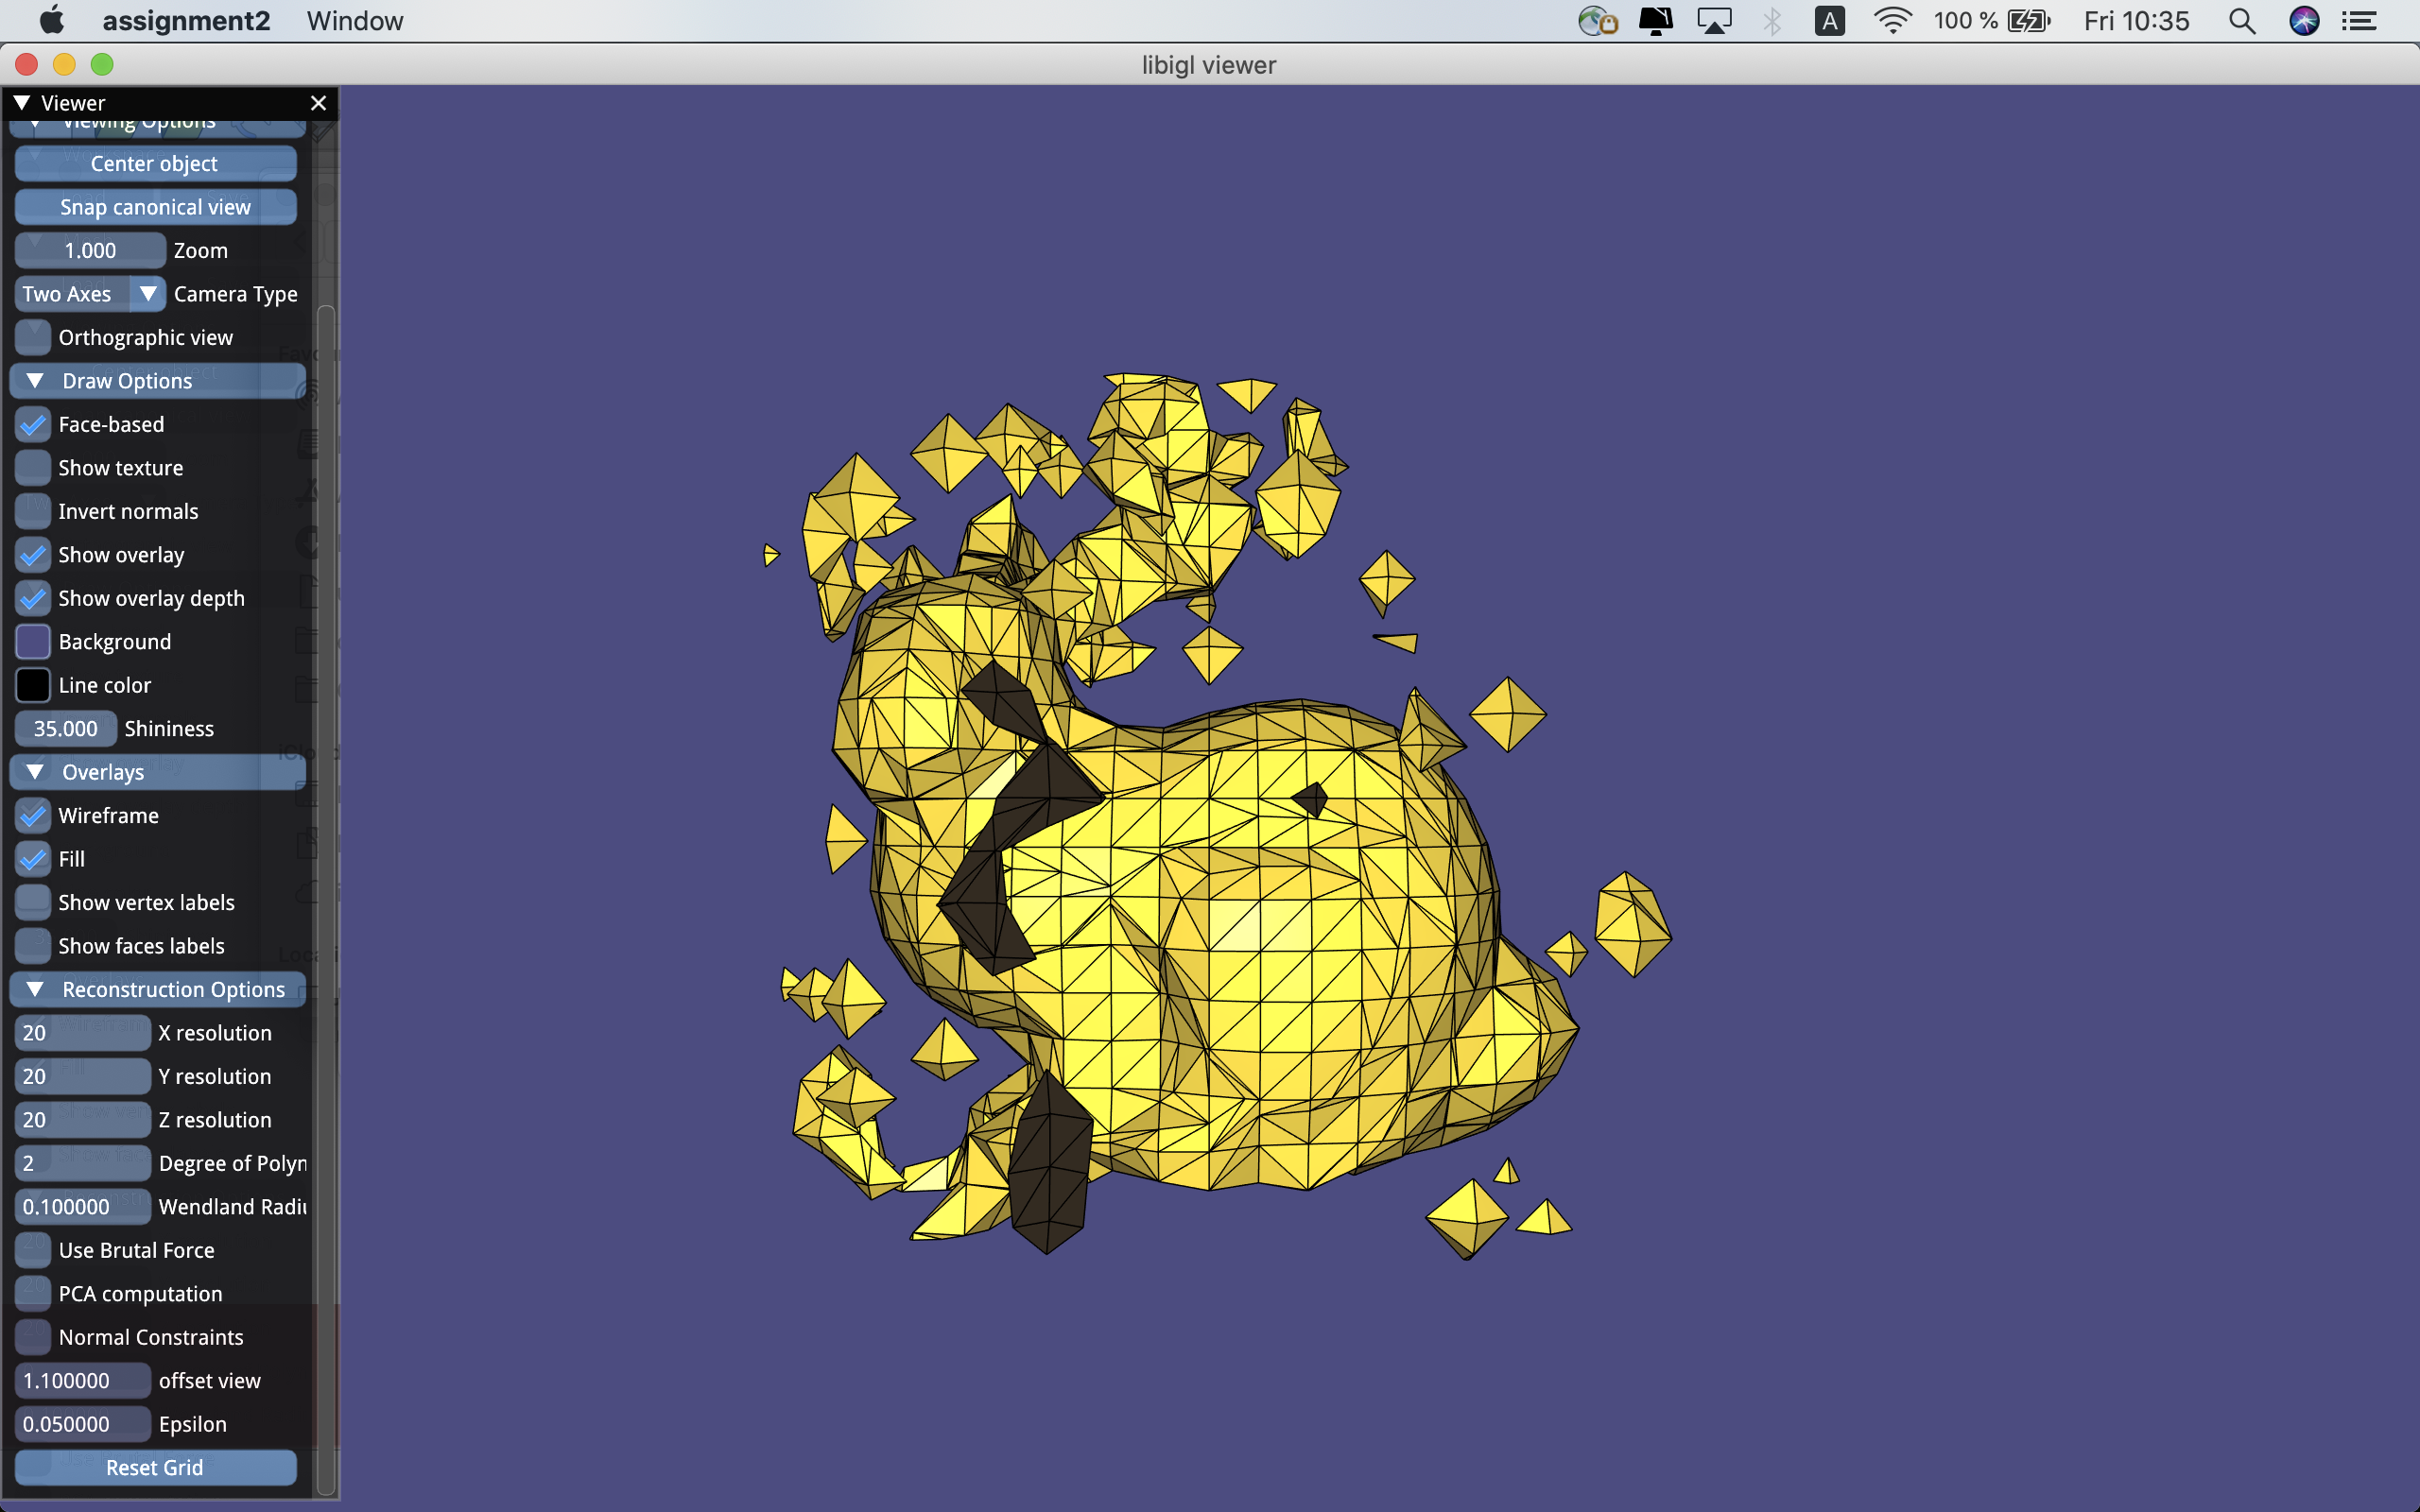 assignment2 Window A 100 % Fri 10:35
libigl viewer
Viewer
Viewing Options
Center object
Snap canonical view
1.000 Zoom
Two Axes Camera Type
Orthographic view
Draw Options
Face-based
Show texture
Invert normals
Show overlay
Show overlay depth
Background
Line color
35.000 Shininess
Overlays
Wireframe
Fill
Show vertex labels
Show faces labels
Reconstruction Options
20 X resolution
20 Y resolution
20 Z resolution
2 Degree of Polyn
0.100000 Wendland Radiu
Use Brutal Force
PCA computation
Normal Constraints
1.100000 offset view
0.050000 Epsilon
Reset Grid